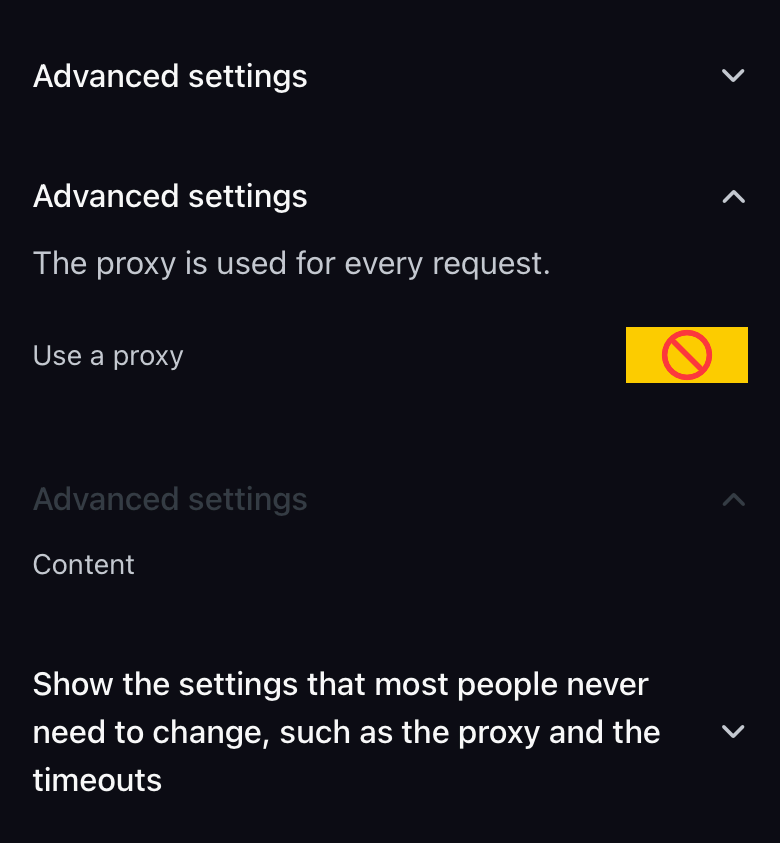 Advanced settings
Advanced settings
The proxy is used for every request.
Use a proxy
Advanced settings
Content
Show the settings that most people never
need to change, such as the proxy and the
timeouts